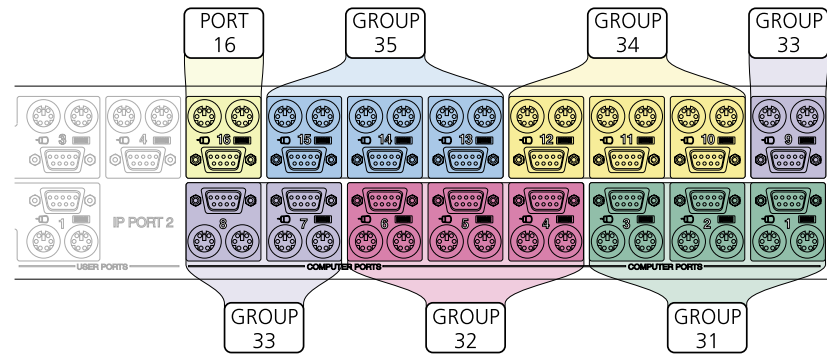 PORT
16
GROUP
35
GROUP
34
GROUP
33
3 4 16 15 14 13 12 11 10 9
1 IP PORT 2 8 7 6 5 4 3 2 1
USER PORTS COMPUTER PORTS COMPUTER PORTS
GROUP
33
GROUP
32
GROUP
31